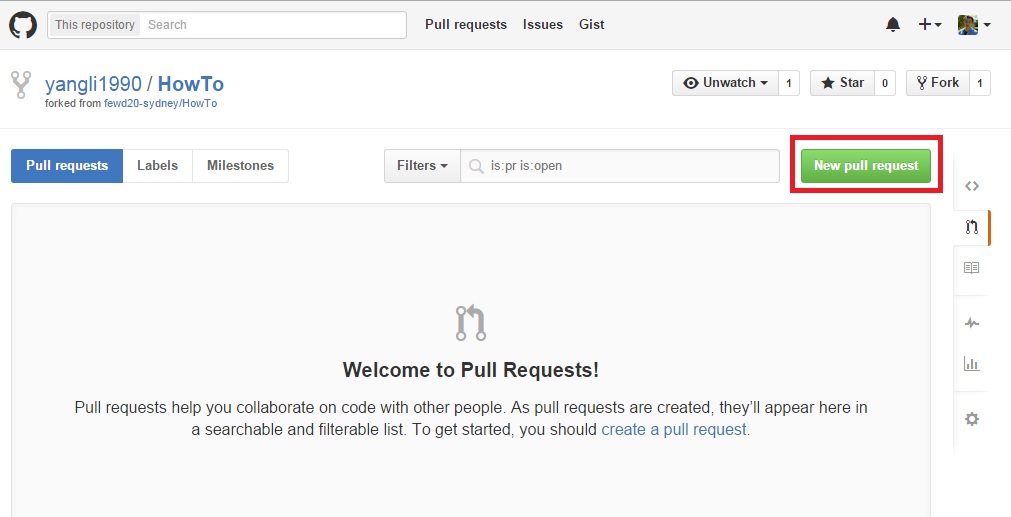 This repository Search Pull requests Issues Gist
yangli1990 / HowTo Unwatch 1 Star 0 Fork 1
forked from fewd20-sydney/HowTo
Pull requests Labels Milestones Filters is:pr is:open New pull request
Welcome to Pull Requests!
Pull requests help you collaborate on code with other people. As pull requests are created, they'll appear here in
a searchable and filterable list. To get started, you should create a pull request.